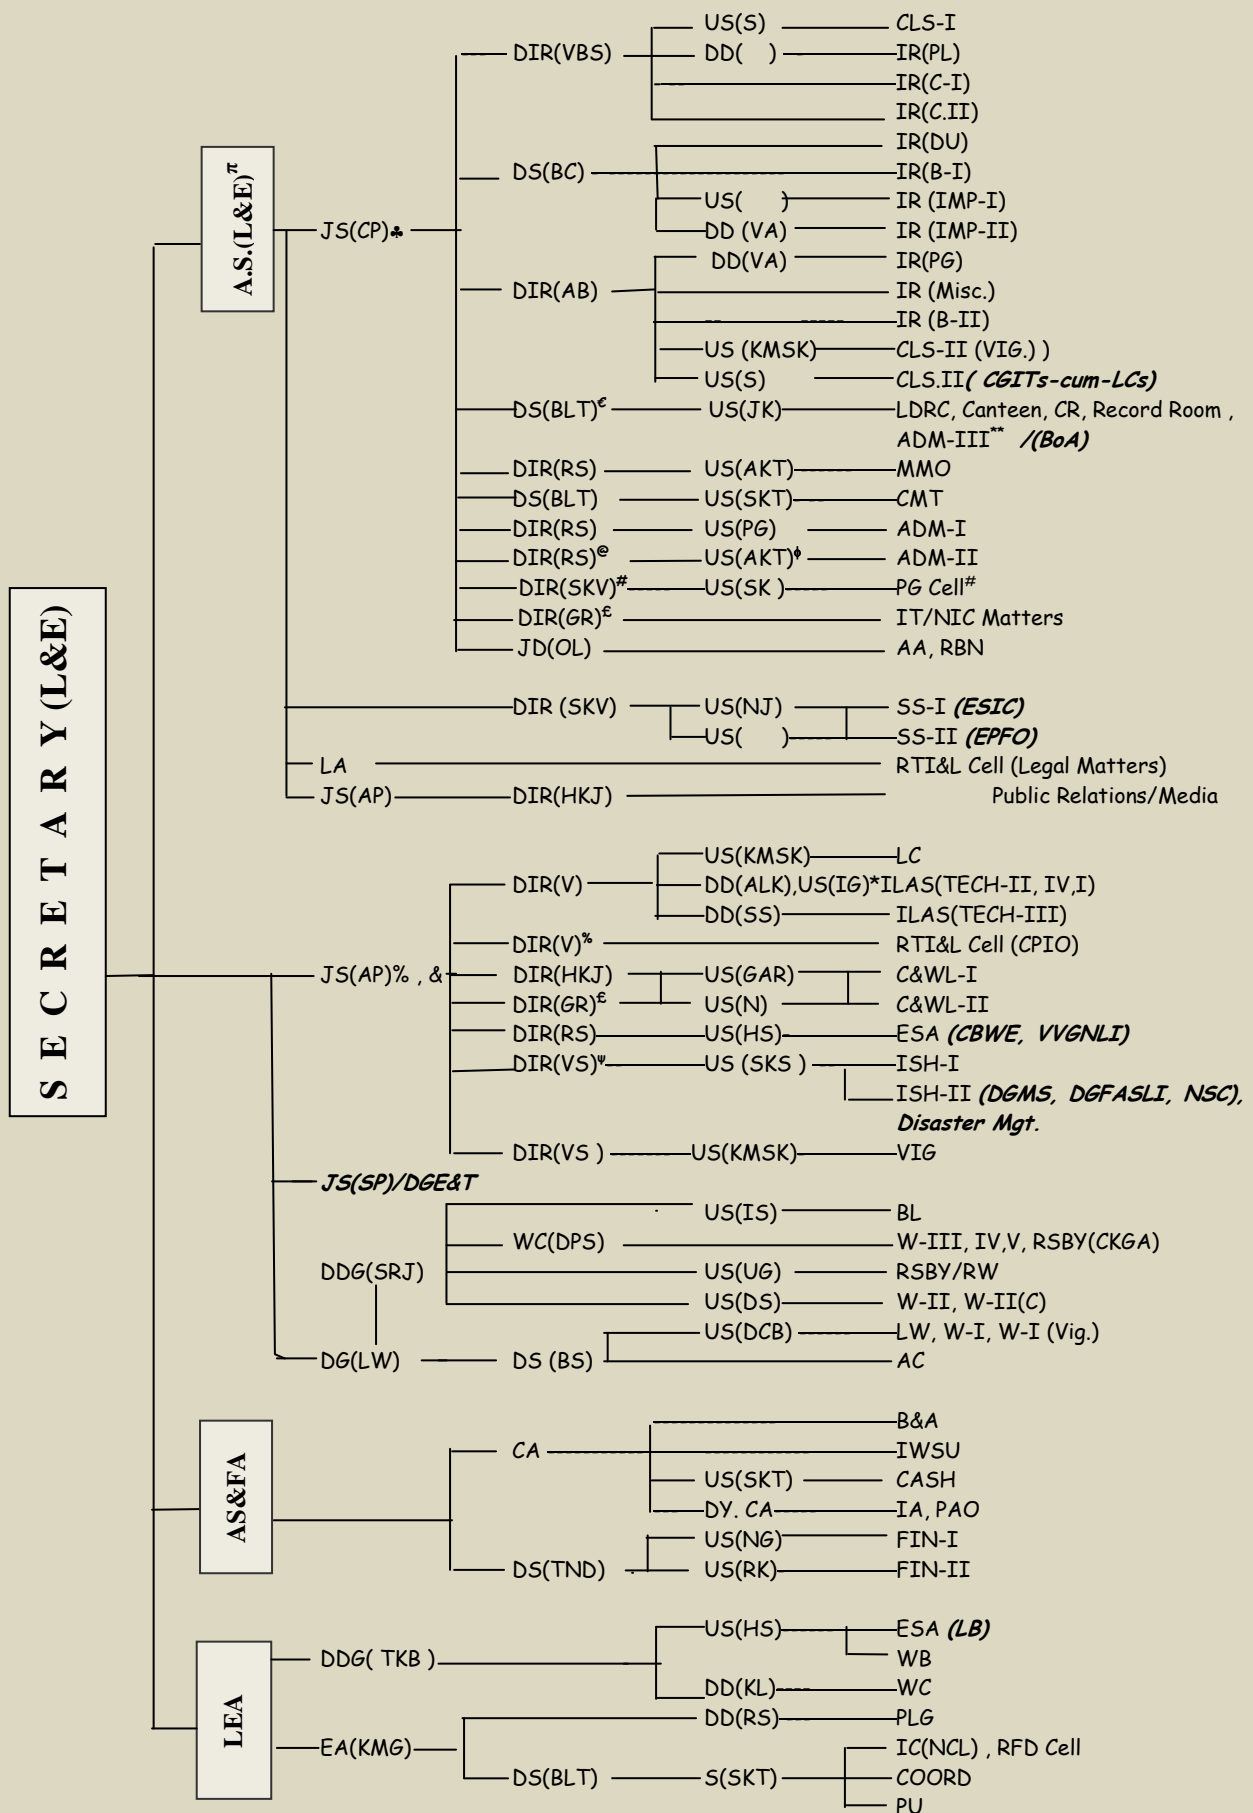 US(S) CLS-I
DIR(VBS) DD( ) IR(PL)
IR(C-I)
IR(C.II)
IR(DU)
DS(BC) IR(B-I)
US( ) IR (IMP-I)
A.S.(L&E)π
JS(CP)♣ DD (VA) IR (IMP-II)
DD(VA) IR(PG)
DIR(AB) IR (Misc.)
IR (B-II)
US (KMSK) CLS-II (VIG.) )
US(S) CLS.II( CGITs-cum-LCs)
DS(BLT)€ US(JK) LDRC, Canteen, CR, Record Room ,
ADM-III** /(BoA)
DIR(RS) US(AKT) MMO
DS(BLT) US(SKT) CMT
DIR(RS) US(PG) ADM-I
DIR(RS)@ US(AKT)ϕ ADM-II
DIR(SKV)# US(SK ) PG Cell#
DIR(GR)£ IT/NIC Matters
JD(OL) AA, RBN
DIR (SKV) US(NJ) SS-I (ESIC)
US( ) SS-II (EPFO)
LA RTI&L Cell (Legal Matters)
JS(AP) DIR(HKJ) Public Relations/Media
S E C R E T A R Y (L&E)
US(KMSK) LC
DIR(V) DD(ALK),US(IG)*ILAS(TECH-II, IV,I)
DD(SS) ILAS(TECH-III)
DIR(V)% RTI&L Cell (CPIO)
JS(AP)% , & DIR(HKJ) US(GAR) C&WL-I
DIR(GR)£ US(N) C&WL-II
DIR(RS) US(HS) ESA (CBWE, VVGNLI)
DIR(VS)ψ US (SKS ) ISH-I
ISH-II (DGMS, DGFASLI, NSC),
Disaster Mgt.
DIR(VS ) US(KMSK) VIG
JS(SP)/DGE&T
US(IS) BL
WC(DPS) W-III, IV,V, RSBY(CKGA)
DDG(SRJ) US(UG) RSBY/RW
US(DS) W-II, W-II(C)
US(DCB) LW, W-I, W-I (Vig.)
DG(LW) DS (BS) AC
AS&FA
B&A
CA IWSU
US(SKT) CASH
DY. CA IA, PAO
US(NG) FIN-I
DS(TND) US(RK) FIN-II
LEA
US(HS) ESA (LB)
DDG( TKB ) WB
DD(KL) WC
DD(RS) PLG
EA(KMG) IC(NCL) , RFD Cell
DS(BLT) S(SKT) COORD
PU